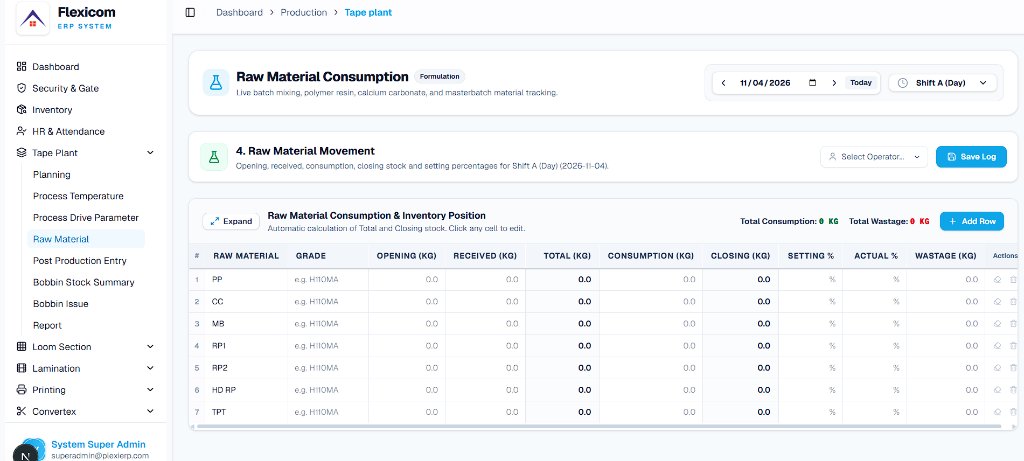 Flexicom
ERP SYSTEM
Dashboard > Production > Tape plant
Dashboard
Security & Gate
Inventory
HR & Attendance
Tape Plant
Planning
Process Temperature
Process Drive Parameter
Raw Material
Post Production Entry
Bobbin Stock Summary
Bobbin Issue
Report
Loom Section
Lamination
Printing
Convertex
N
System Super Admin
superadmin@plexierp.com
Raw Material Consumption Formulation
Live batch mixing, polymer resin, calcium carbonate, and masterbatch material tracking.
11/04/2026 Today Shift A (Day)
4. Raw Material Movement
Opening, received, consumption, closing stock and setting percentages for Shift A (Day) (2026-11-04).
Select Operator... Save Log
Expand
Raw Material Consumption & Inventory Position
Automatic calculation of Total and Closing stock. Click any cell to edit.
Total Consumption: 0 KG Total Wastage: 0 KG + Add Row
# RAW MATERIAL GRADE OPENING (KG) RECEIVED (KG) TOTAL (KG) CONSUMPTION (KG) CLOSING (KG) SETTING % ACTUAL % WASTAGE (KG) Actions
1 PP e.g. H110MA 0.0 0.0 0.0 0.0 0.0 % % 0.0
2 CC e.g. H110MA 0.0 0.0 0.0 0.0 0.0 % % 0.0
3 MB e.g. H110MA 0.0 0.0 0.0 0.0 0.0 % % 0.0
4 RP1 e.g. H110MA 0.0 0.0 0.0 0.0 0.0 % % 0.0
5 RP2 e.g. H110MA 0.0 0.0 0.0 0.0 0.0 % % 0.0
6 HD RP e.g. H110MA 0.0 0.0 0.0 0.0 0.0 % % 0.0
7 TPT e.g. H110MA 0.0 0.0 0.0 0.0 0.0 % % 0.0